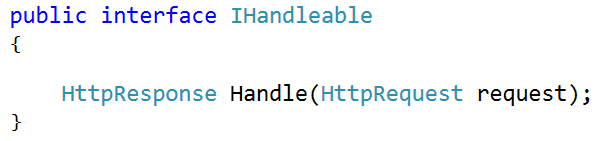 public interface IHandleable
{
HttpResponse Handle(HttpRequest request);
}